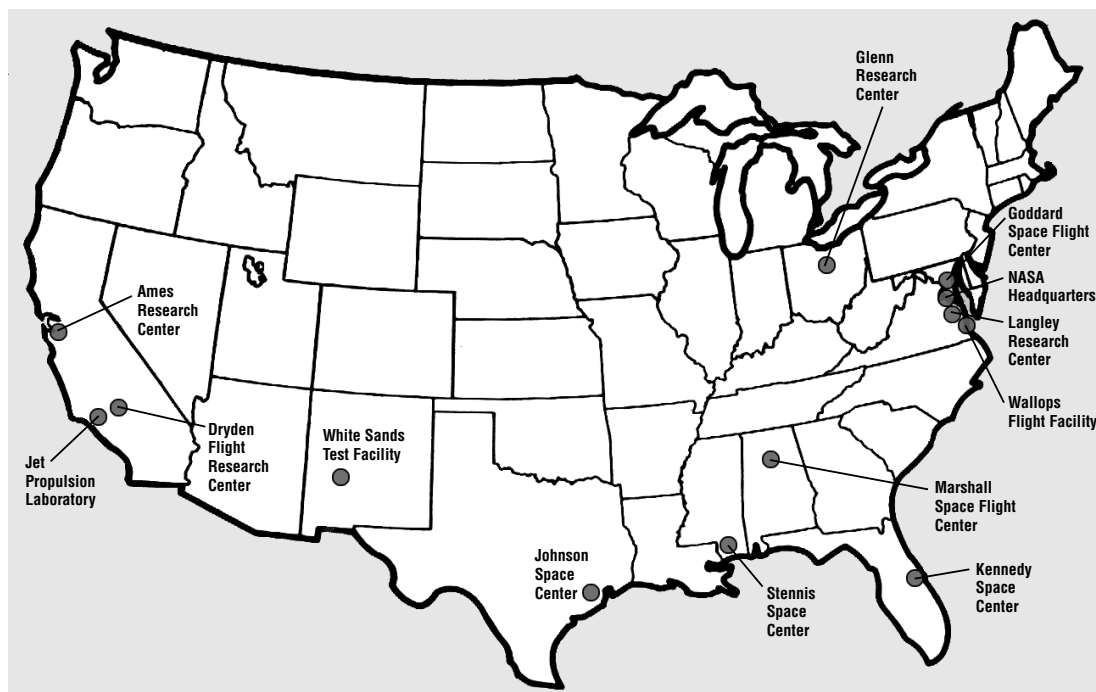 Glenn
Research
Center
Goddard
Space Flight
Center
NASA
Headquarters
Langley
Research
Center
Wallops
Flight Facility
Ames
Research
Center
Dryden
Flight
Research
Center
White Sands
Test Facility
Jet
Propulsion
Laboratory
Marshall
Space Flight
Center
Johnson
Space
Center
Stennis
Space
Center
Kennedy
Space
Center